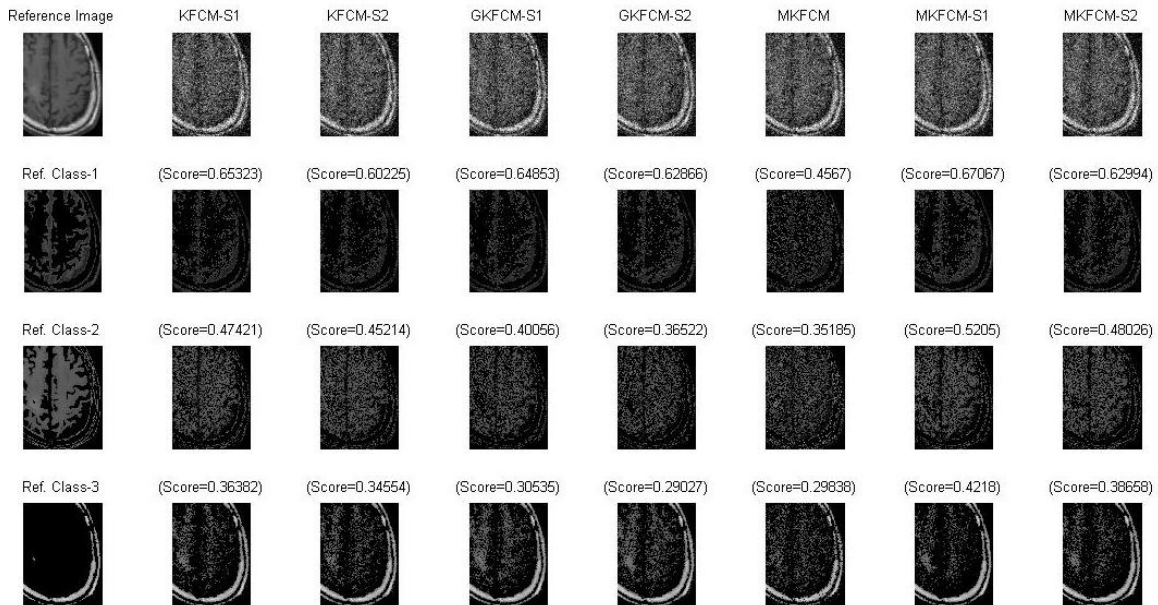 Reference Image KFCM-S1 KFCM-S2 GKFCM-S1 GKFCM-S2 MKFCM MKFCM-S1 MKFCM-S2
Ref. Class-1 (Score=0.65323) (Score=0.60225) (Score=0.64853) (Score=0.62866) (Score=0.4567) (Score=0.67067) (Score=0.62994)
Ref. Class-2 (Score=0.47421) (Score=0.45214) (Score=0.40056) (Score=0.36522) (Score=0.35185) (Score=0.5205) (Score=0.48026)
Ref. Class-3 (Score=0.36382) (Score=0.34554) (Score=0.30535) (Score=0.29027) (Score=0.29838) (Score=0.4218) (Score=0.38658)